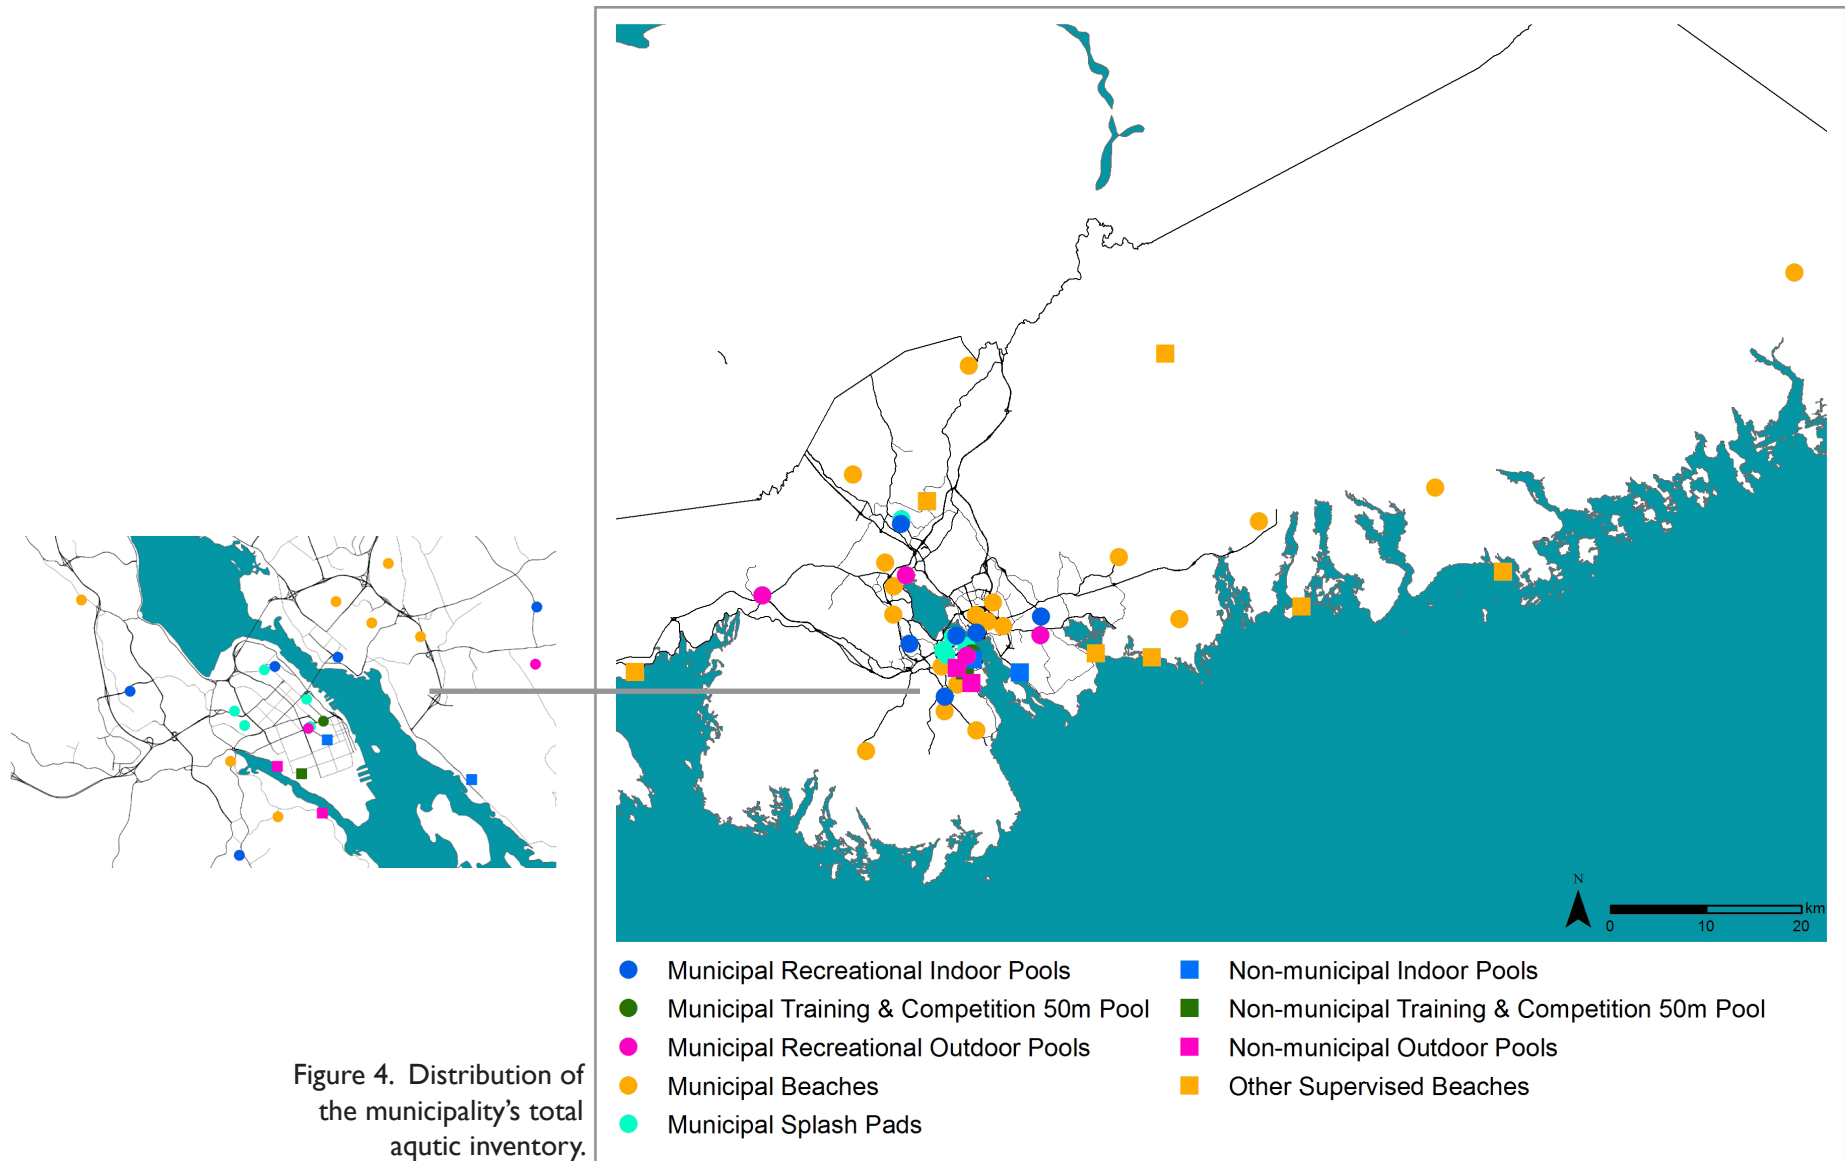 N
km
0 10 20
Municipal Recreational Indoor Pools
Municipal Training & Competition 50m Pool
Municipal Recreational Outdoor Pools
Municipal Beaches
Municipal Splash Pads
Non-municipal Indoor Pools
Non-municipal Training & Competition 50m Pool
Non-municipal Outdoor Pools
Other Supervised Beaches
Figure 4. Distribution of
the municipality’s total
aqutic inventory.